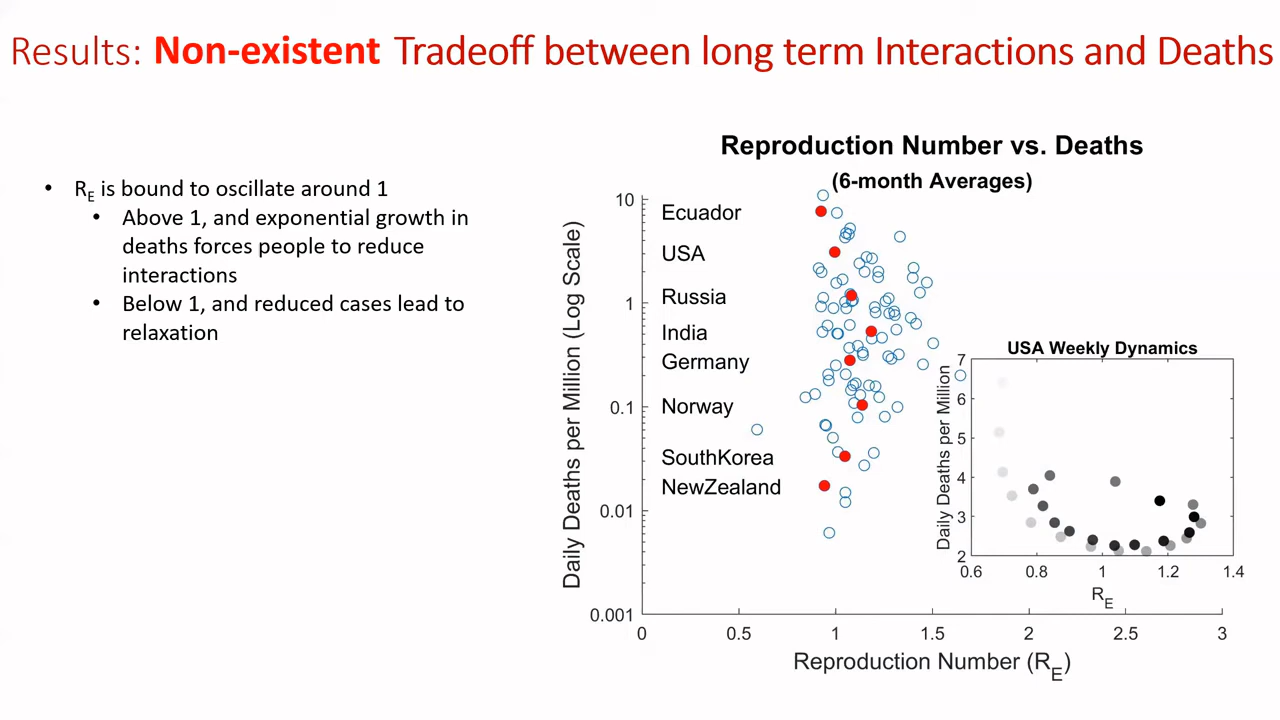 Results: Non-existent Tradeoff between long term Interactions and Deaths
• RE is bound to oscillate around 1
• Above 1, and exponential growth in
deaths forces people to reduce
interactions
• Below 1, and reduced cases lead to
relaxation
Reproduction Number vs. Deaths
(6-month Averages)
Daily Deaths per Million (Log Scale)
10
1
0.1
0.01
0.001
Ecuador
USA
Russia
India
Germany
Norway
SouthKorea
NewZealand
0 0.5 1 1.5 2 2.5 3
Reproduction Number (RE)
USA Weekly Dynamics
Daily Deaths per Million
7
6
5
4
3
2
0.6 0.8 1 1.2 1.4
RE